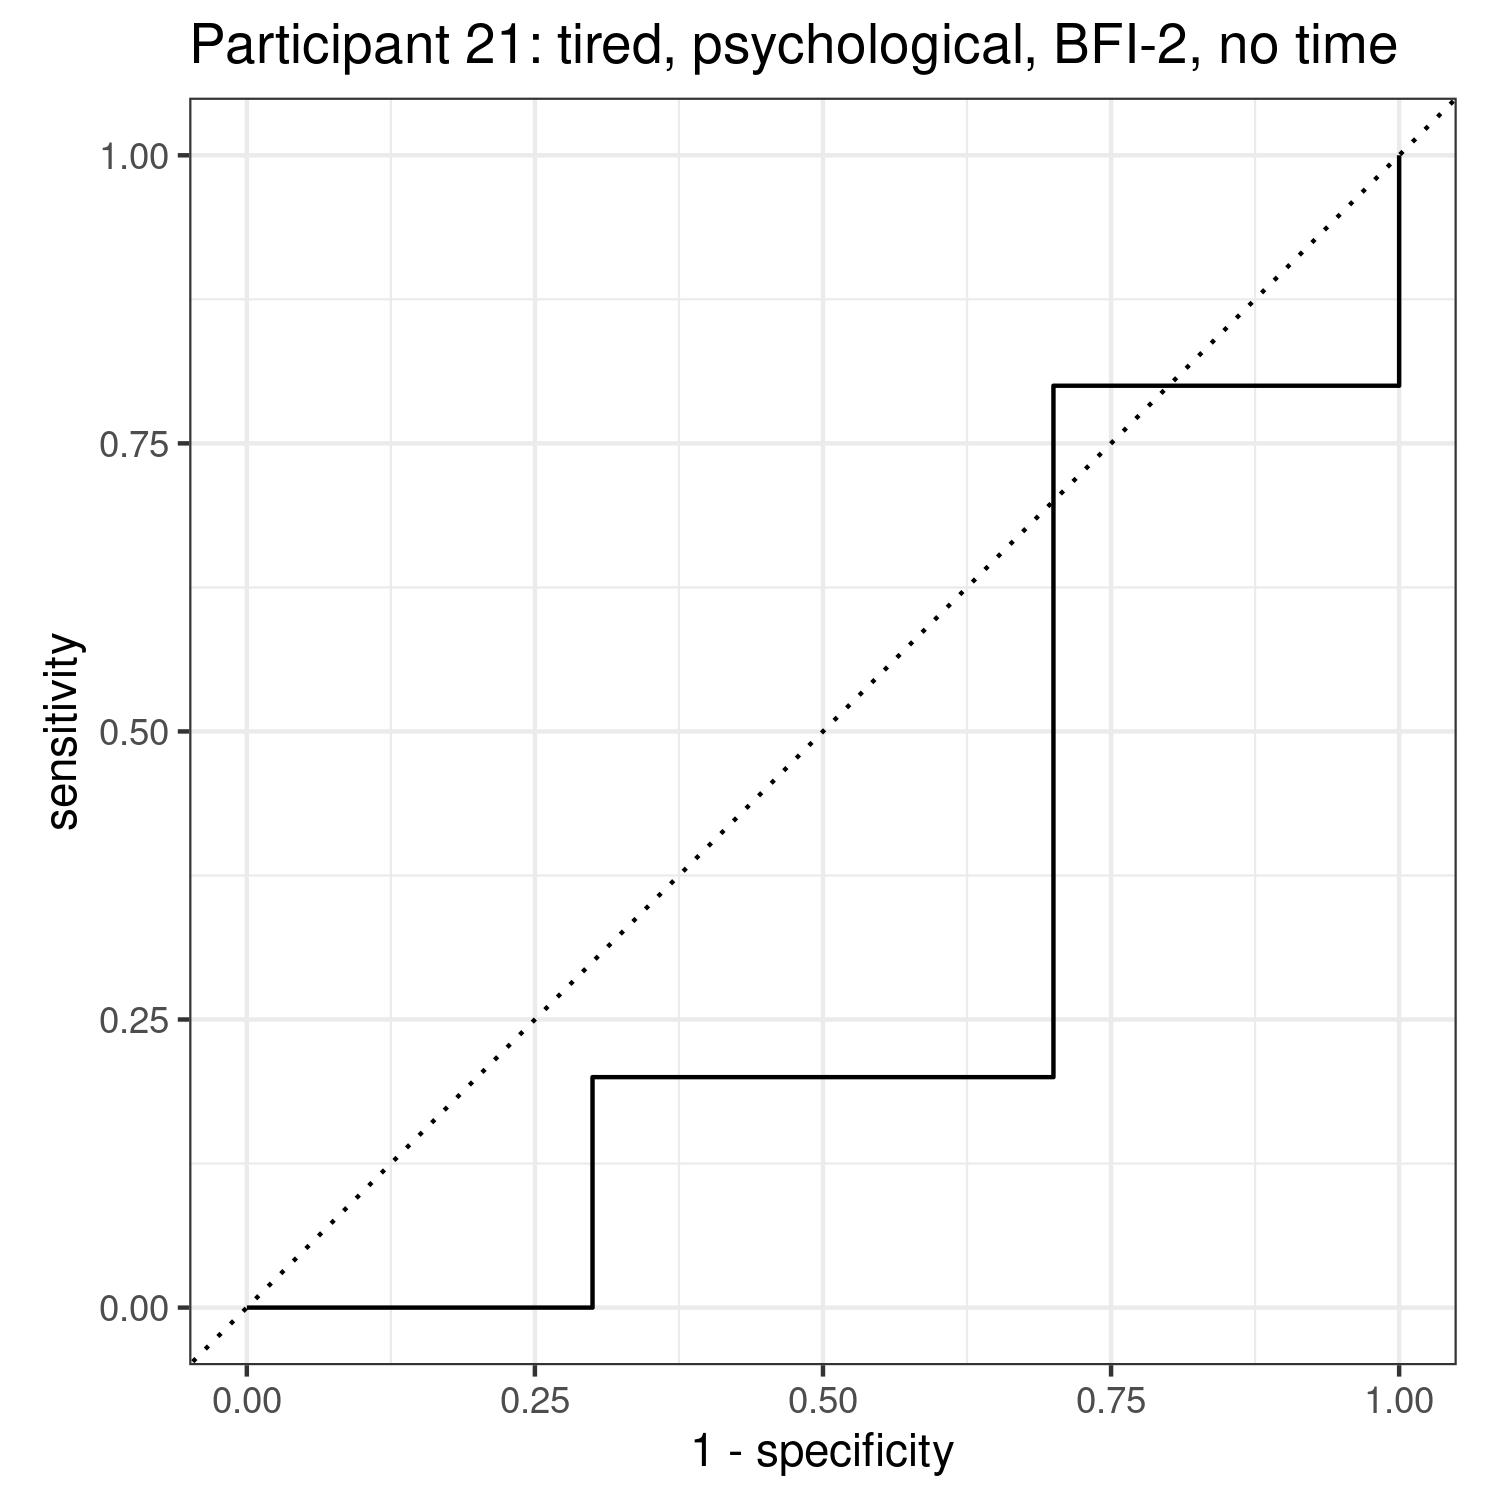 Participant 21: tired, psychological, BFI-2, no time
1.00
0.75
0.50
0.25
0.00
sensitivity
0.00 0.25 0.50 0.75 1.00
1 - specificity